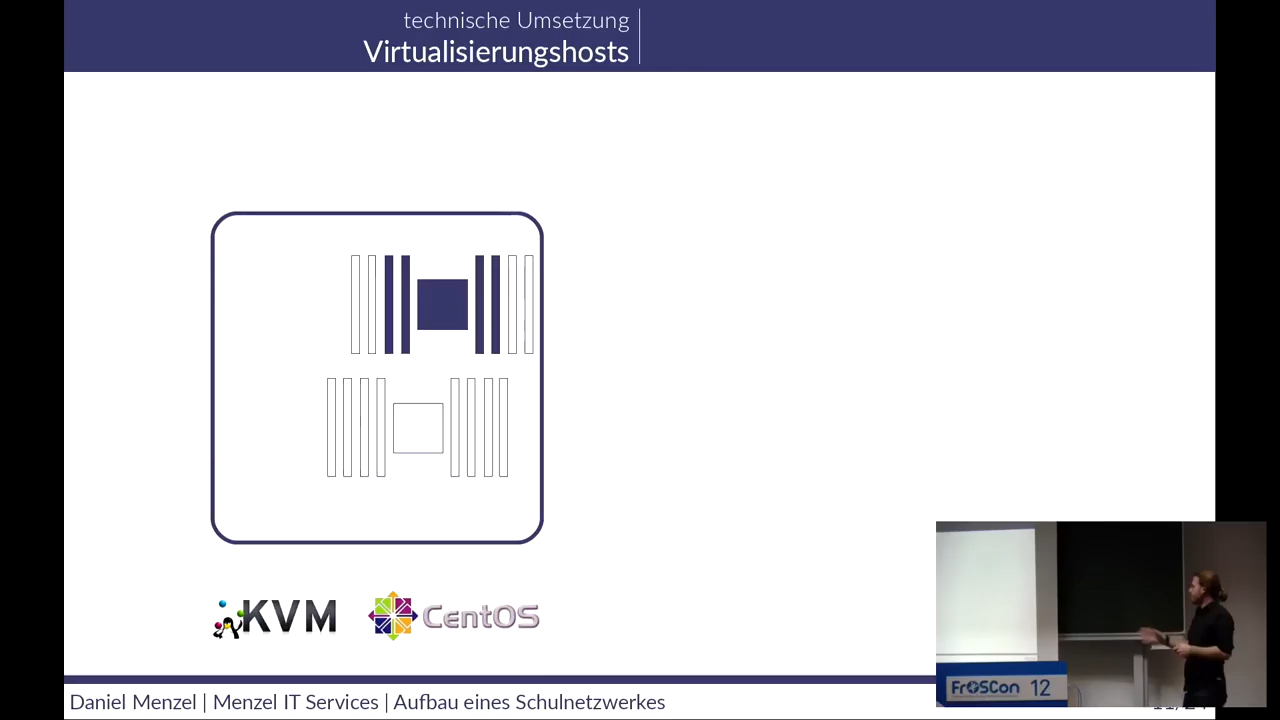 technische Umsetzung
Virtualisierungshosts
KVM
CentOS
FrOSCon 12
Daniel Menzel | Menzel IT Services | Aufbau eines Schulnetzwerkes